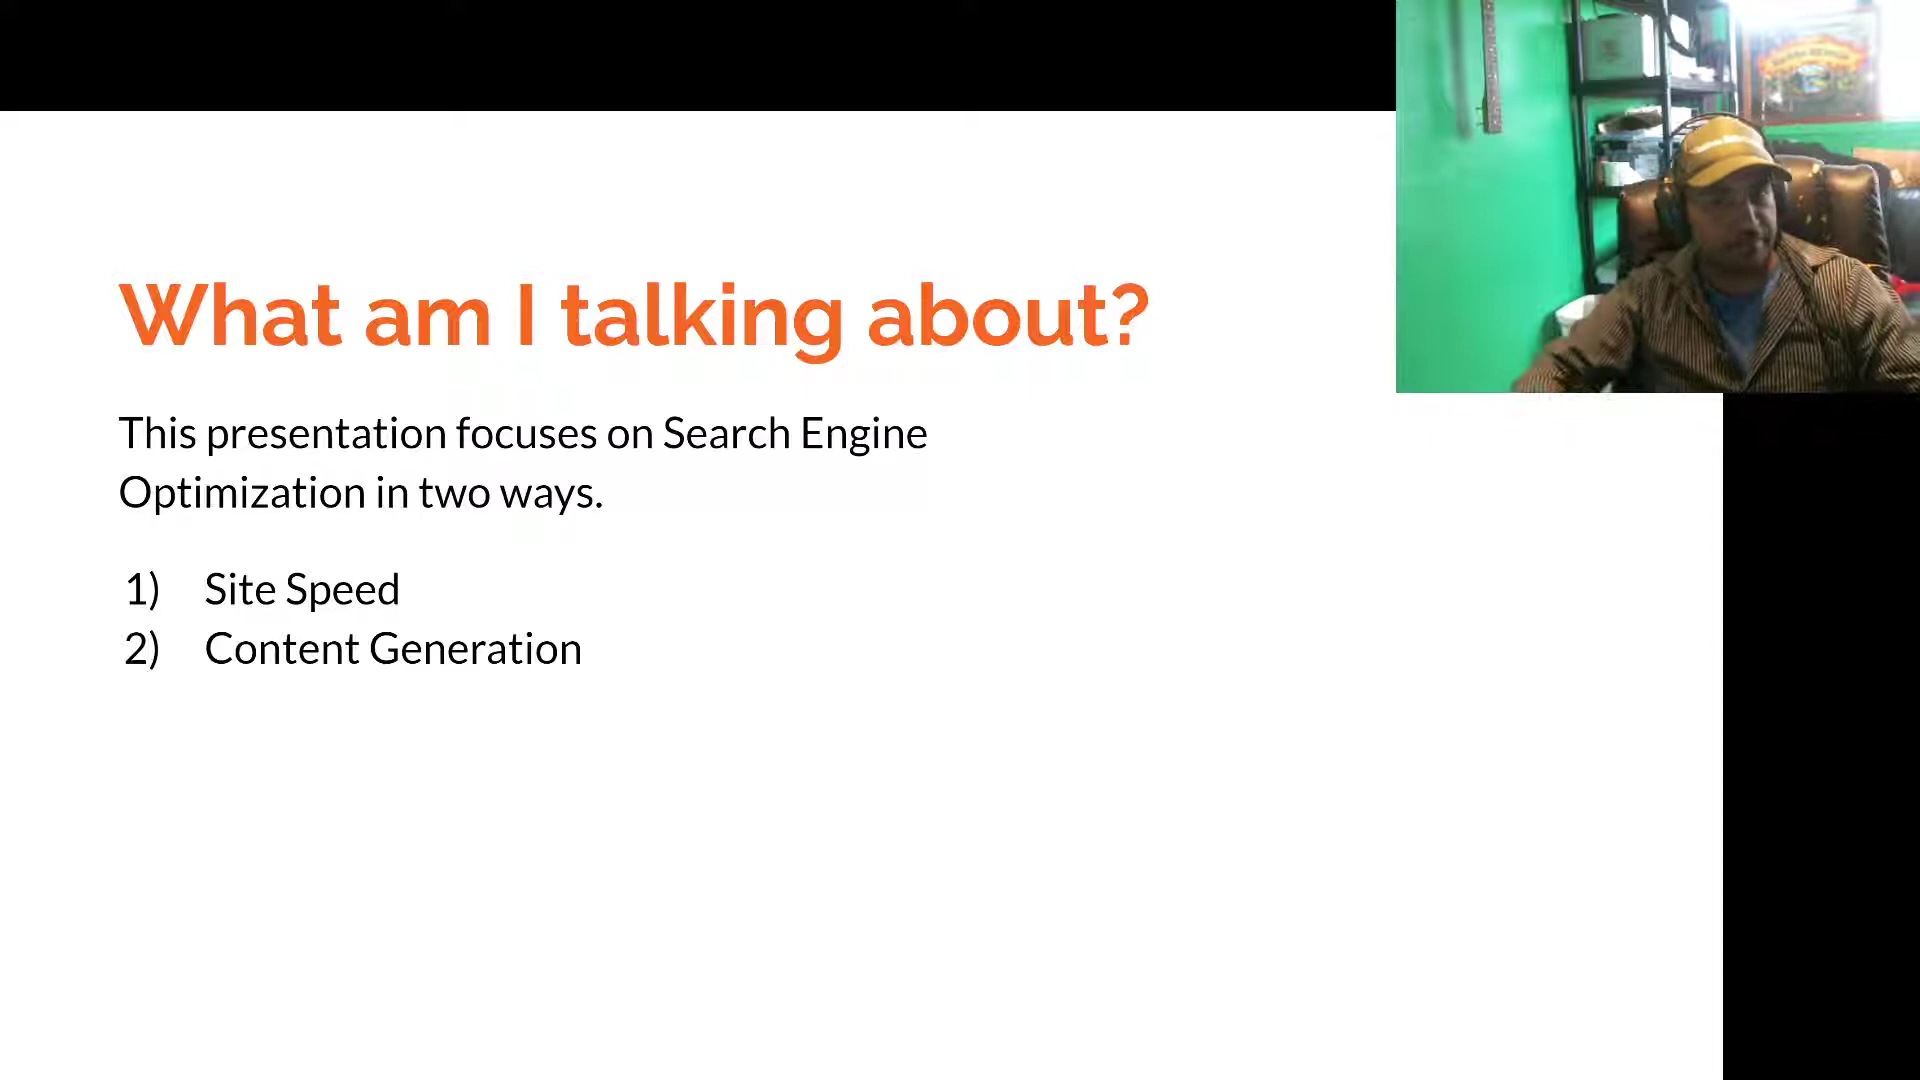 What am I talking about?
This presentation focuses on Search Engine
Optimization in two ways.
1) Site Speed
2) Content Generation